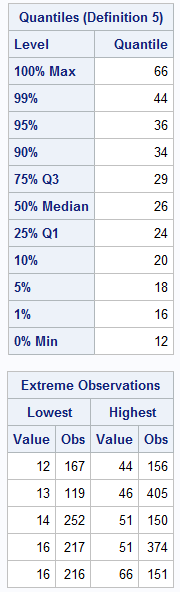 Quantiles (Definition 5)
Level Quantile
100% Max 66
99% 44
95% 36
90% 34
75% Q3 29
50% Median 26
25% Q1 24
10% 20
5% 18
1% 16
0% Min 12
Extreme Observations
Lowest Highest
Value Obs Value Obs
12 167 44 156
13 119 46 405
14 252 51 150
16 217 51 374
16 216 66 151